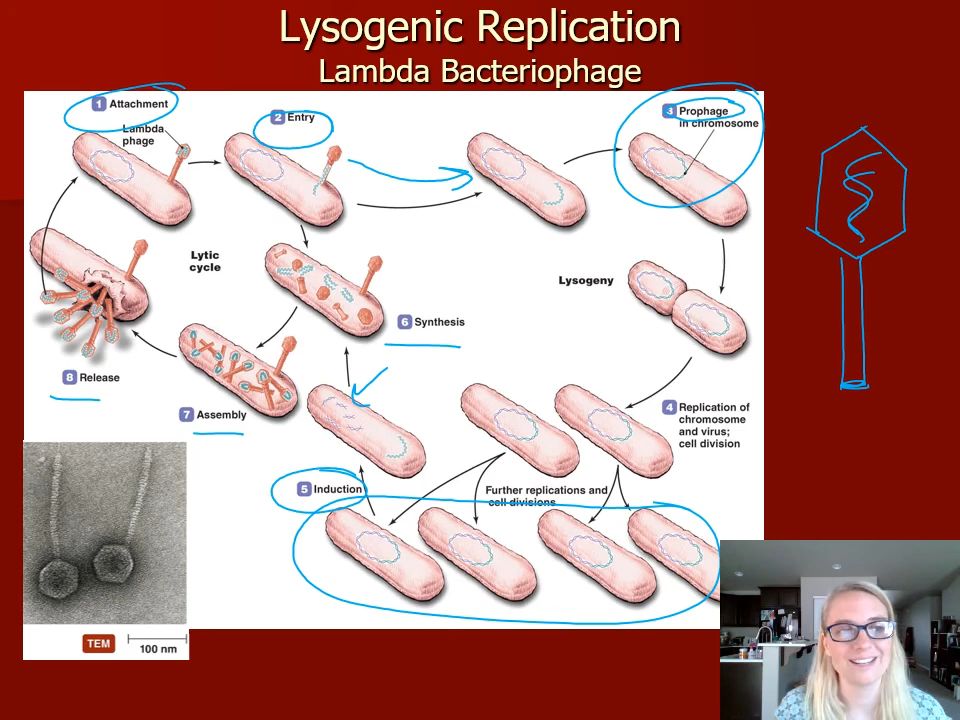 Lysogenic Replication
Lambda Bacteriophage
1 Attachment
Lambda
phage
2 Entry
3 Prophage
in chromosome
Lytic
cycle
Lysogeny
6 Synthesis
8 Release
7 Assembly
4 Replication of
chromosome
and virus;
cell division
5 Induction
Further replications and
cell divisions
TEM
100 nm